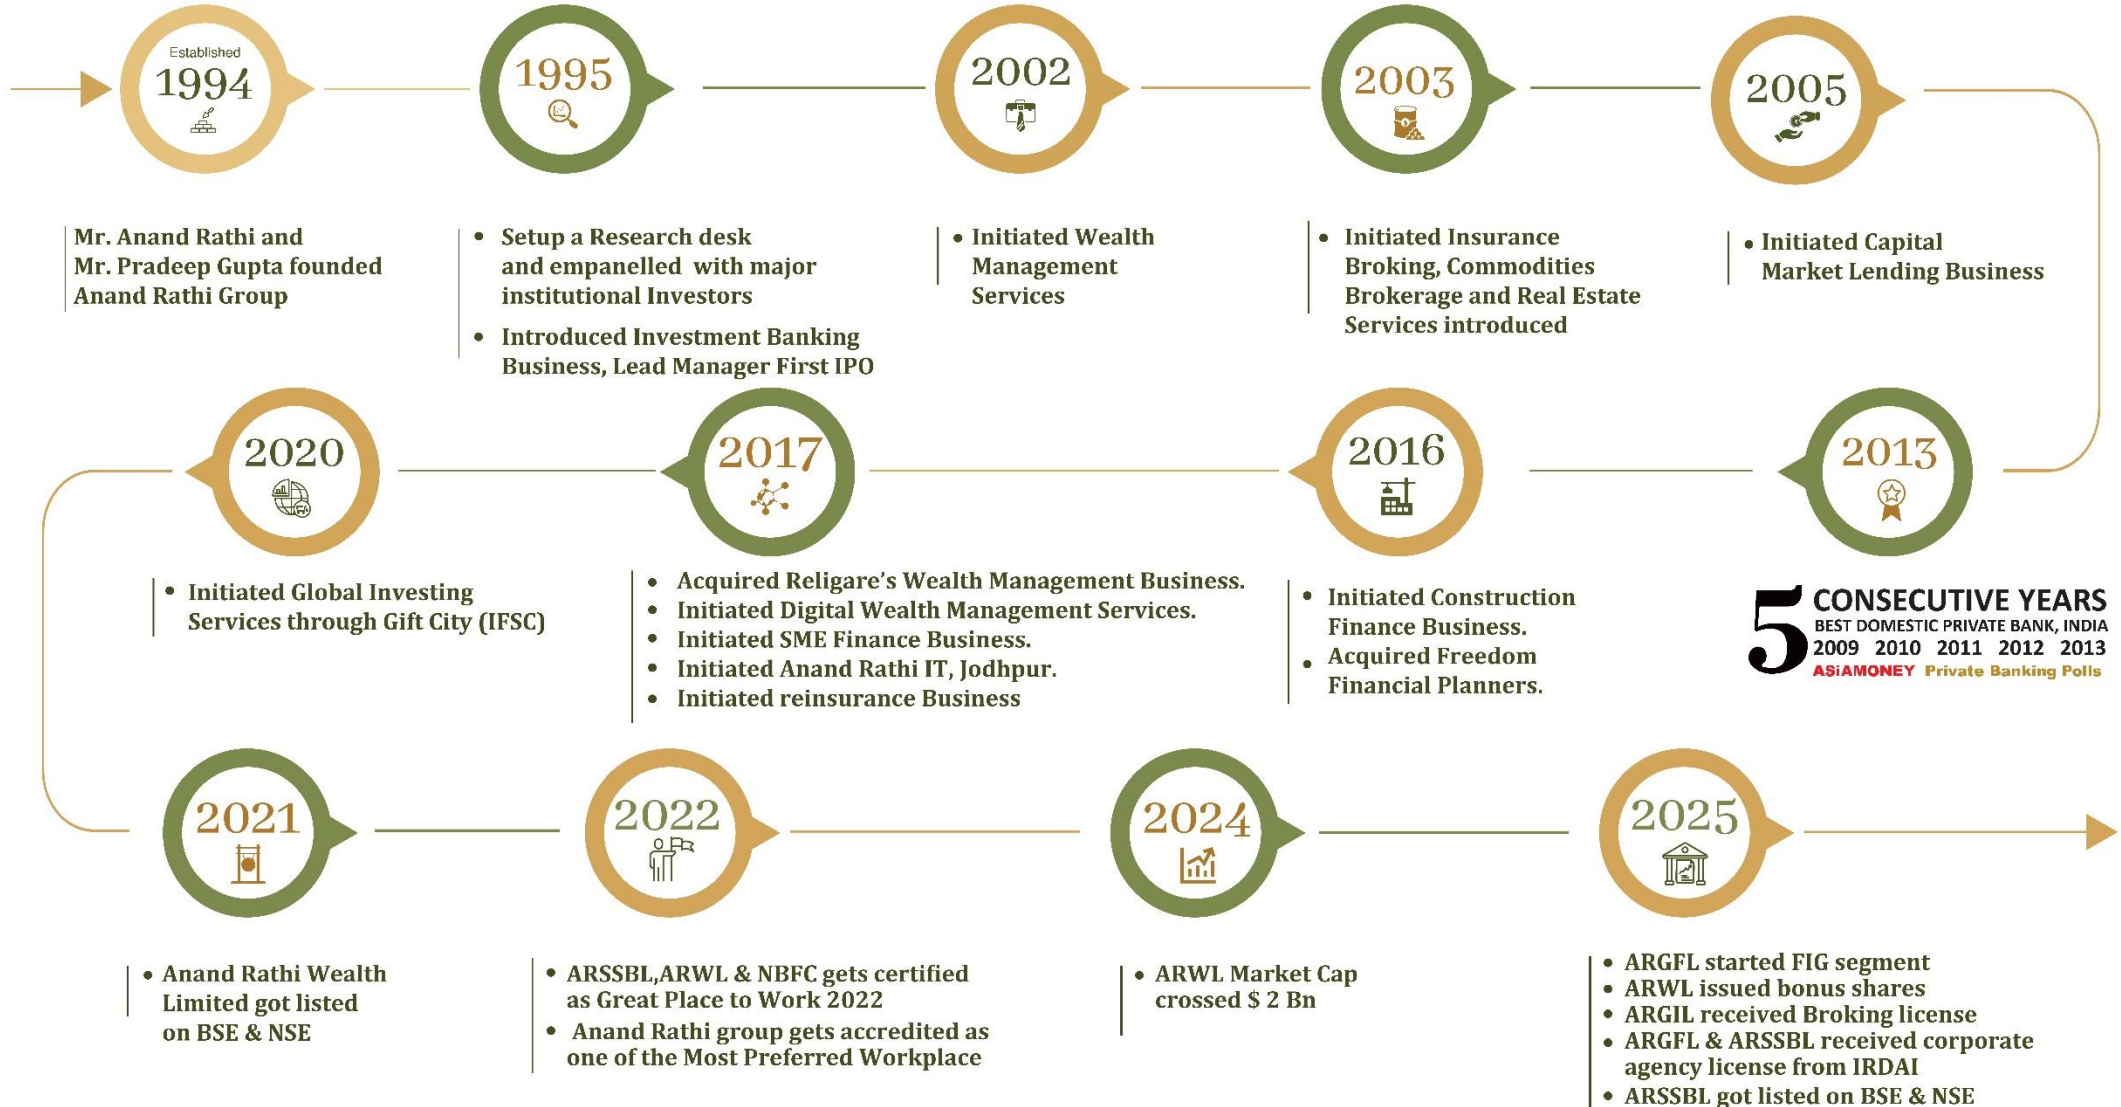 Established
1994
Mr. Anand Rathi and
Mr. Pradeep Gupta founded
Anand Rathi Group
1995
• Setup a Research desk
and empanelled with major
institutional Investors
• Introduced Investment Banking
Business, Lead Manager First IPO
2002
• Initiated Wealth
Management
Services
2003
• Initiated Insurance
Broking, Commodities
Brokerage and Real Estate
Services introduced
2005
• Initiated Capital
Market Lending Business
2013
5 CONSECUTIVE YEARS
BEST DOMESTIC PRIVATE BANK, INDIA
2009 2010 2011 2012 2013
ASiAMONEY Private Banking Polls
2016
• Initiated Construction
Finance Business.
• Acquired Freedom
Financial Planners.
2017
• Acquired Religare’s Wealth Management Business.
• Initiated Digital Wealth Management Services.
• Initiated SME Finance Business.
• Initiated Anand Rathi IT, Jodhpur.
• Initiated reinsurance Business
2020
• Initiated Global Investing
Services through Gift City (IFSC)
2021
• Anand Rathi Wealth
Limited got listed
on BSE & NSE
2022
• ARSSBL,ARWL & NBFC gets certified
as Great Place to Work 2022
• Anand Rathi group gets accredited as
one of the Most Preferred Workplace
2024
• ARWL Market Cap
crossed $ 2 Bn
2025
• ARGFL started FIG segment
• ARWL issued bonus shares
• ARGIL received Broking license
• ARGFL & ARSSBL received corporate
agency license from IRDAI
• ARSSBL got listed on BSE & NSE